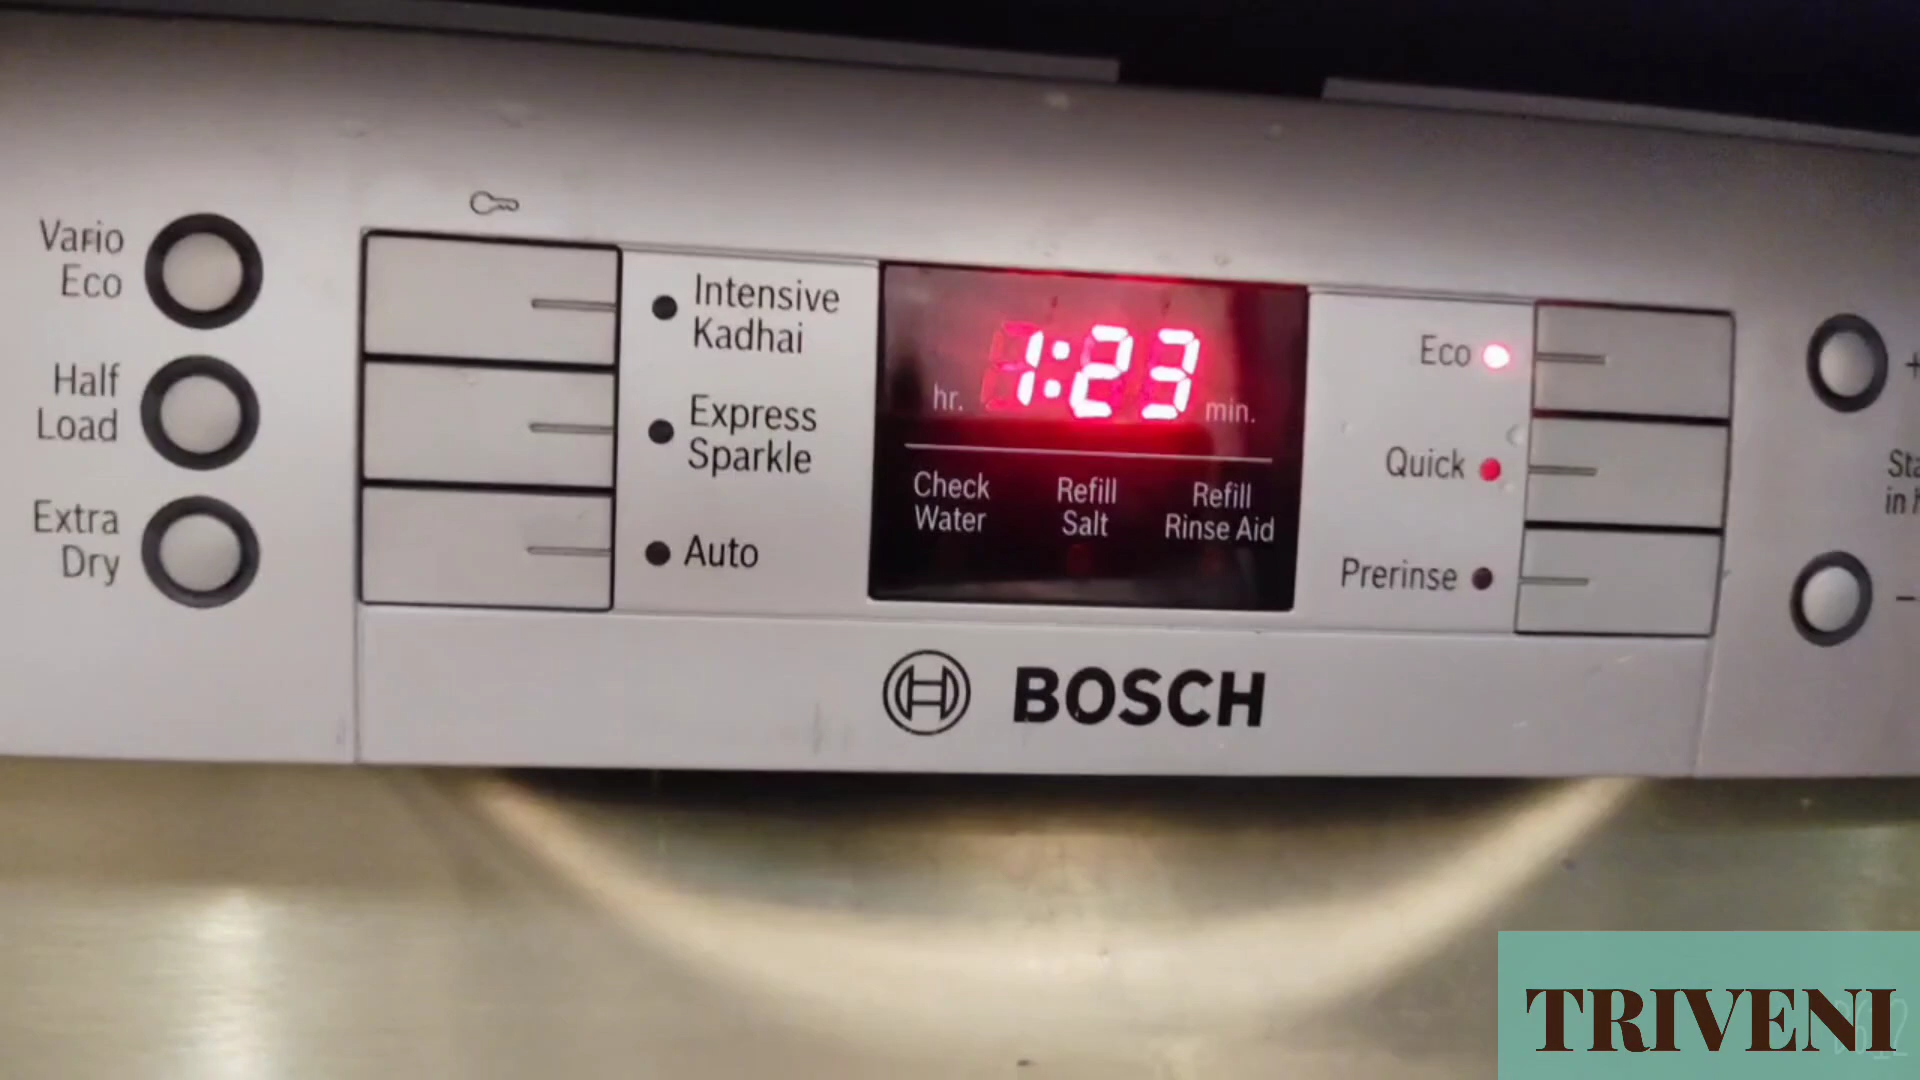 Vario
Eco
Half
Load
Extra
Dry
Intensive
Kadhai
Express
Sparkle
Auto
hr. 1:23 min.
Check
Water
Refill
Salt
Refill
Rinse Aid
Eco
Quick
Prerinse
+
in
-
BOSCH
TRIVENI